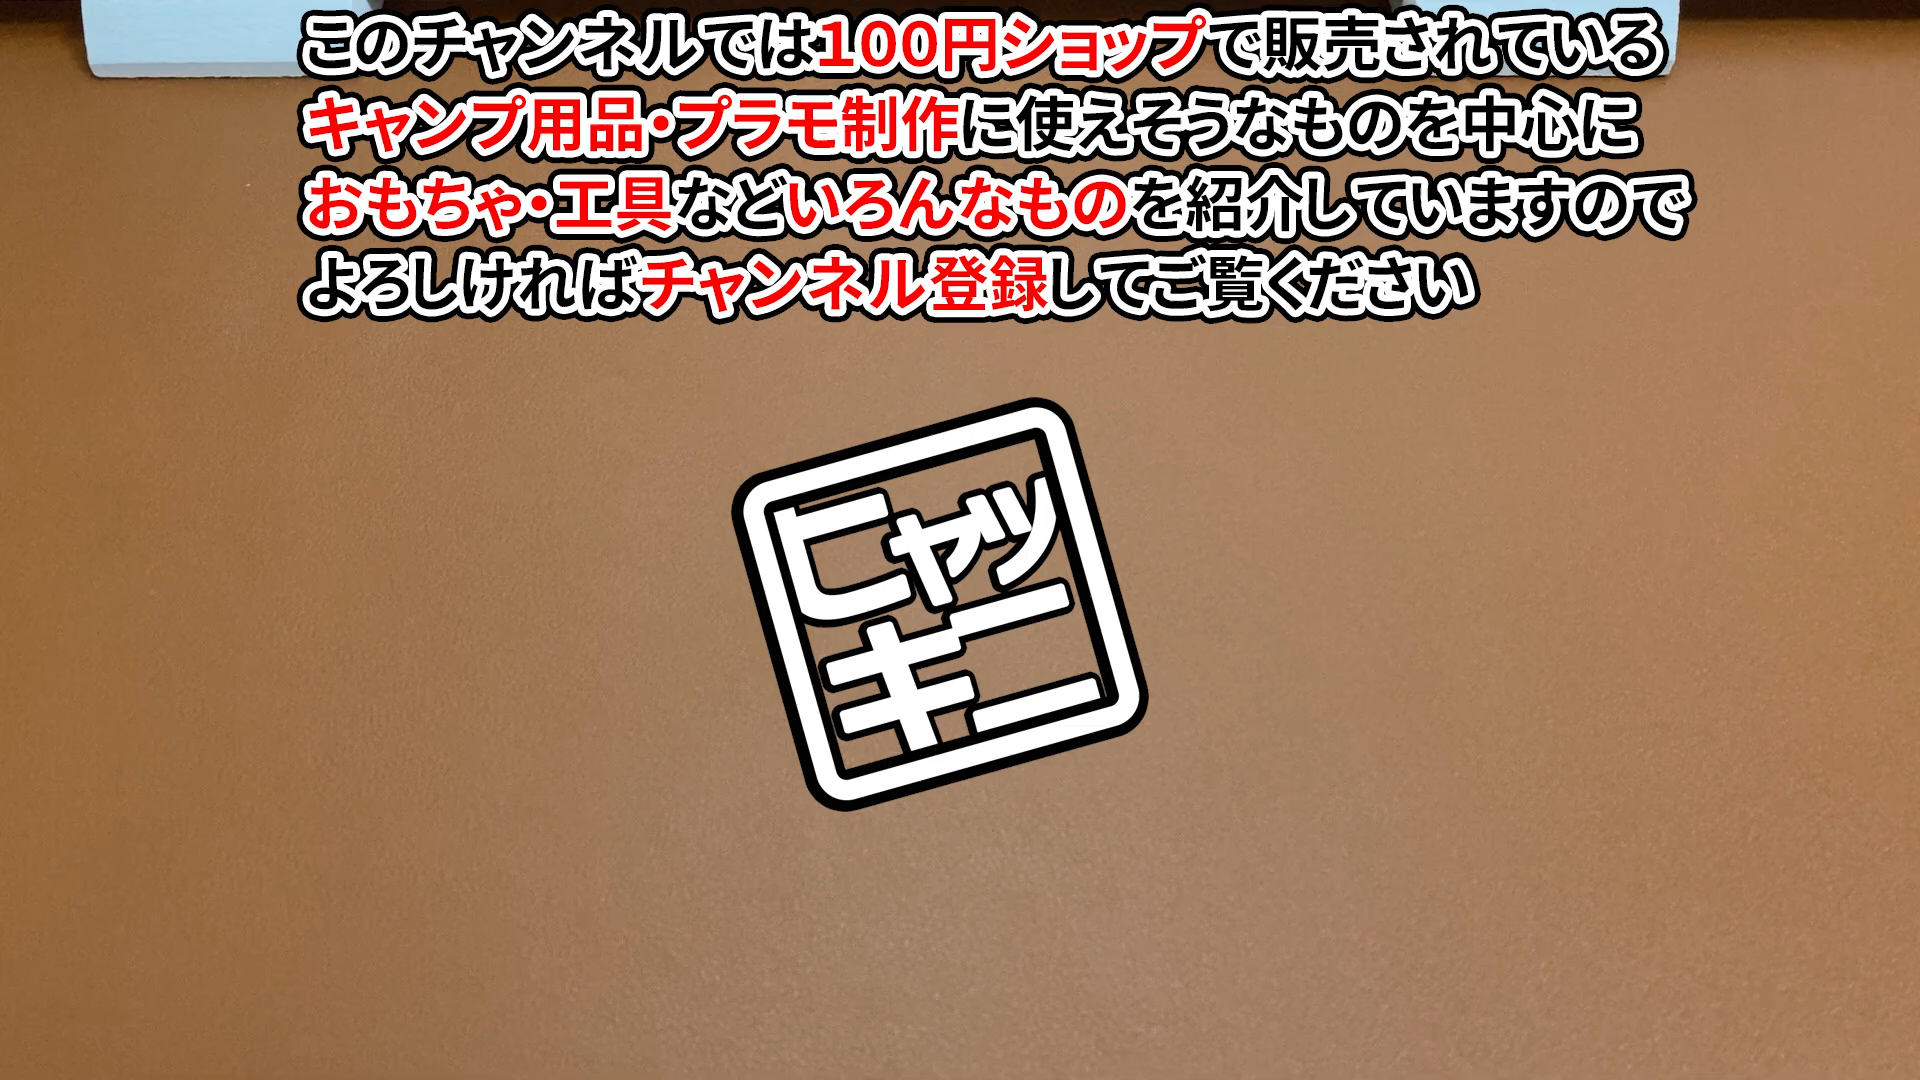 このチャンネルでは100円ショップで販売されている
キャンプ用品・プラモ制作に使えそうなものを中心に
おもちゃ・工具などいろんなものを紹介していますので
よろしければチャンネル登録してご覧ください
ヒャッ
キー